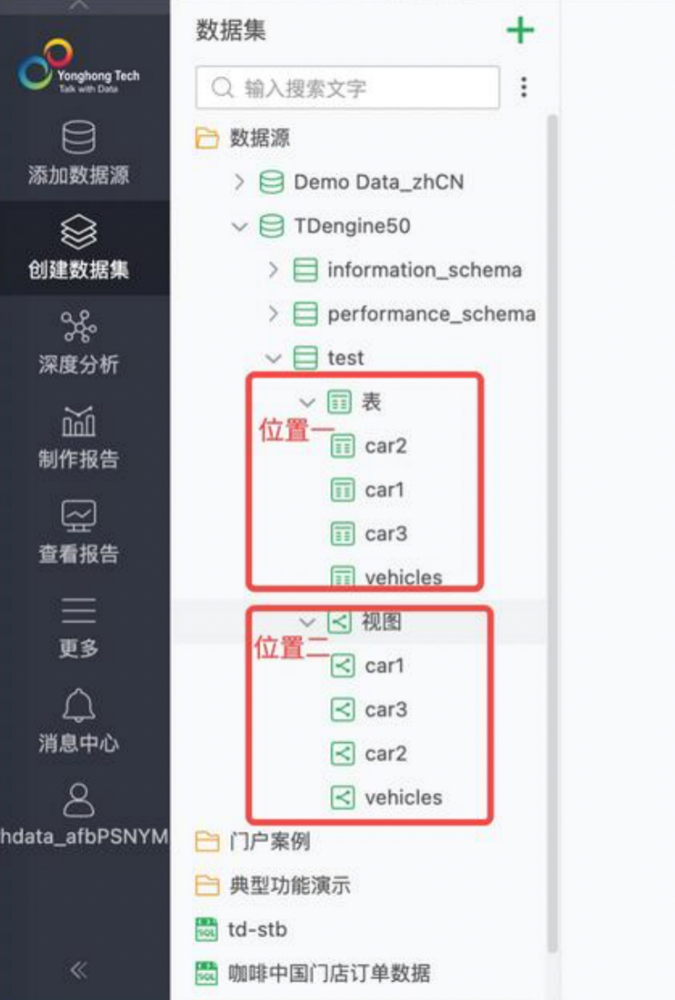 Yonghong Tech
Talk with Data
添加数据源
创建数据集
深度分析
制作报告
查看报告
更多
消息中心
hdata_afbPSNYM
数据集
输入搜索文字
数据源
Demo Data_zhCN
TDengine50
information_schema
performance_schema
test
表
位置一
car2
car1
car3
vehicles
视图
位置二
car1
car3
car2
vehicles
门户案例
典型功能演示
SQL td-stb
SQL 咖啡中国门店订单数据